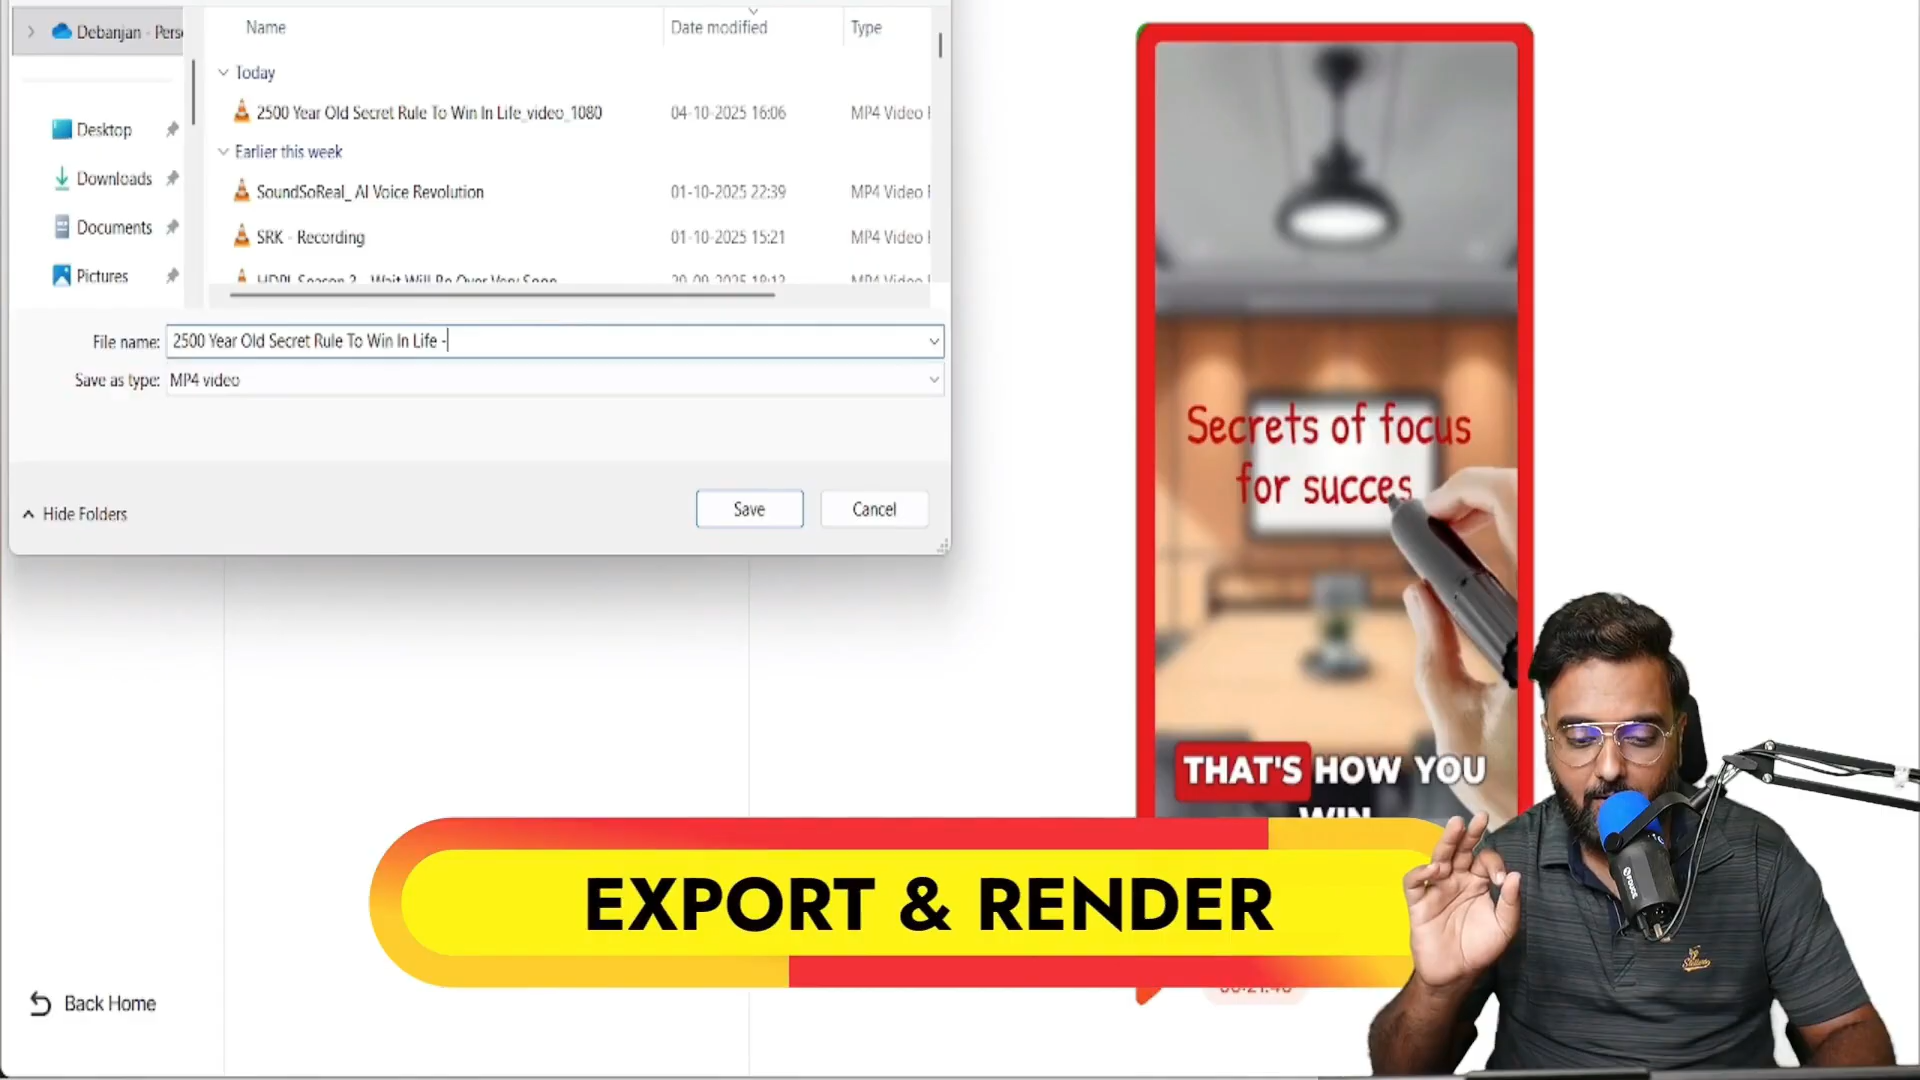 Debanjan - Pers
Name
Date modified
Type
Today
2500 Year Old Secret Rule To Win In Life_video_1080
04-10-2025 16:06
MP4 Video
Earlier this week
SoundSoReal_ AI Voice Revolution
01-10-2025 22:39
MP4 Video
SRK - Recording
01-10-2025 15:21
MP4 Video
Desktop
Downloads
Documents
Pictures
File name:
2500 Year Old Secret Rule To Win In Life -
Save as type:
MP4 video
Hide Folders
Save
Cancel
Secrets of focus
for succes
THAT'S HOW YOU
WIN
EXPORT & RENDER
Back Home